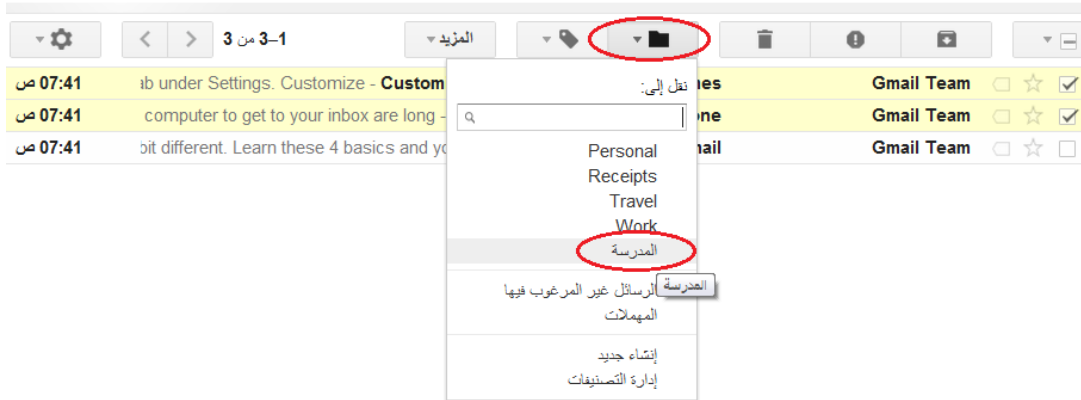 المزيد
1–3 من 3
Gmail Team
mes
ab under Settings. Customize - Custom
07:41 ص
Gmail Team
one
computer to get to your inbox are long -
07:41 ص
Gmail Team
nail
bit different. Learn these 4 basics and yo
07:41 ص
نقل إلى:
Personal
Receipts
Travel
Work
المدرسة
المدرسة
الرسائل غير المرغوب فيها
المهملات
إنشاء جديد
إدارة التصنيفات